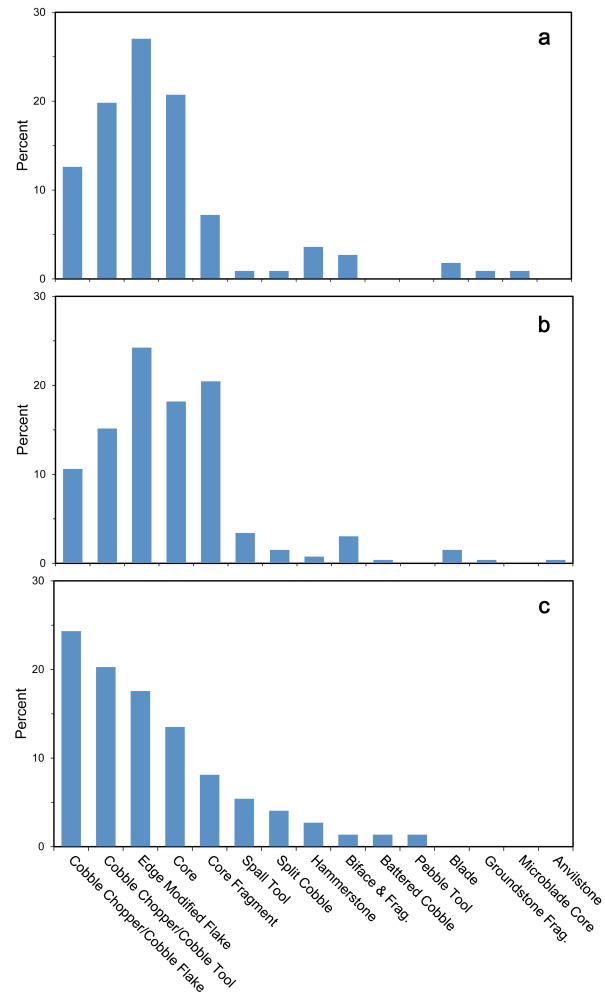 30
20
10
0
Percent
a
30
20
10
0
Percent
b
30
20
10
0
Percent
c
Cobble Chopper/Cobble Flake
Cobble Chopper/Cobble Tool
Edge Modified Flake
Core
Core Fragment
Spall Tool
Split Cobble
Hammerstone
Biface & Frag.
Battered Cobble
Pebble Tool
Blade
Groundstone Frag.
Microblade Core
Anvilstone